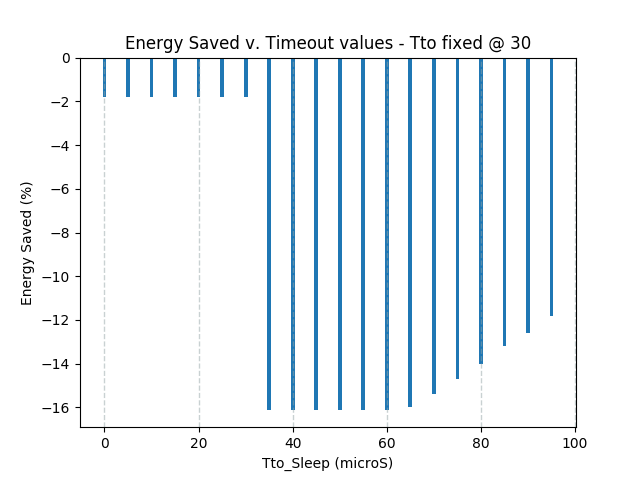 Energy Saved v. Timeout values - Tto fixed @ 30
0
−2
−4
−6
−8
−10
−12
−14
−16
Energy Saved (%)
0 20 40 60 80 100
Tto_Sleep (microS)